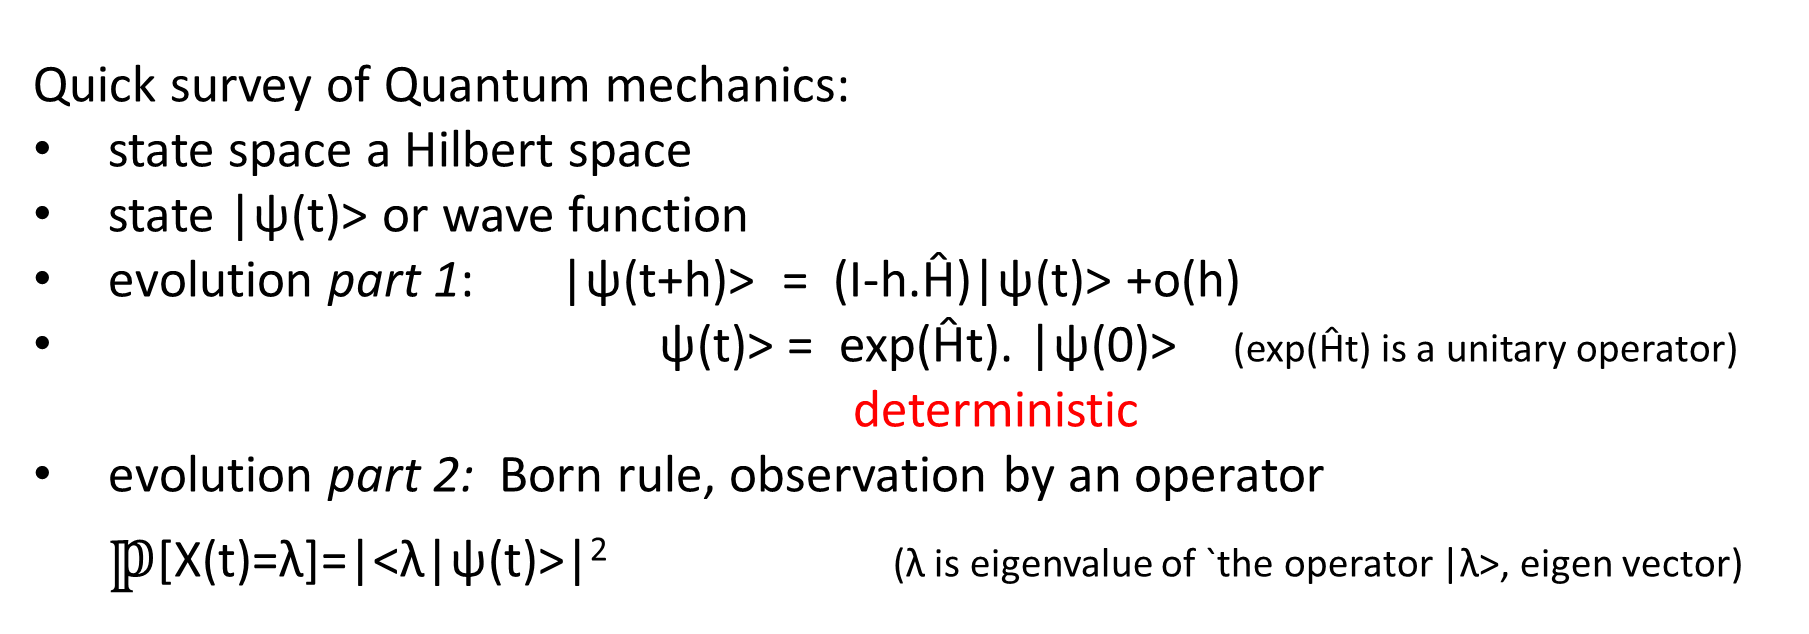 Quick survey of Quantum mechanics:
• state space a Hilbert space
• state |ψ(t)> or wave function
• evolution part 1: |ψ(t+h)> = (I-h.Ĥ)|ψ(t)> +o(h)
• ψ(t)> = exp(Ĥt). |ψ(0)> (exp(Ĥt) is a unitary operator)
deterministic
• evolution part 2: Born rule, observation by an operator
ℙ[X(t)=λ]=|<λ|ψ(t)>|² (λ is eigenvalue of `the operator |λ>, eigen vector)